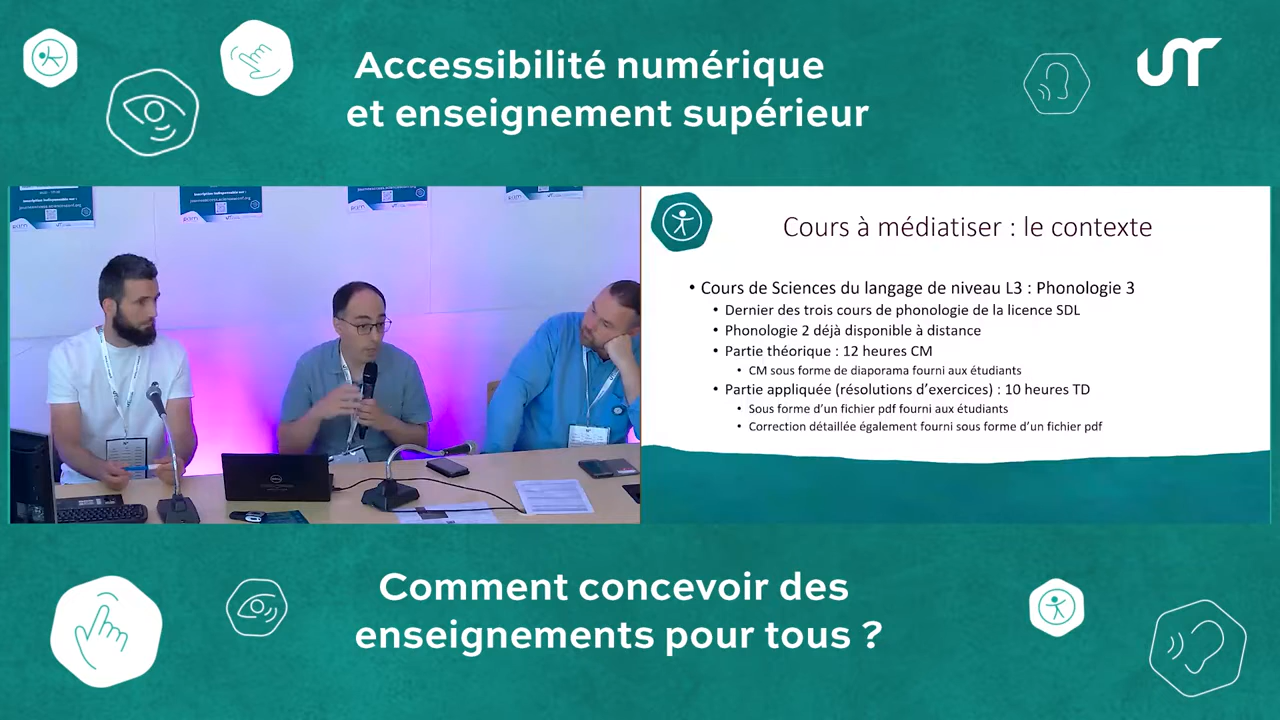 Accessibilité numérique
et enseignement supérieur
Cours à médiatiser : le contexte
• Cours de Sciences du langage de niveau L3 : Phonologie 3
• Dernier des trois cours de phonologie de la licence SDL
• Phonologie 2 déjà disponible à distance
• Partie théorique : 12 heures CM
• CM sous forme de diaporama fourni aux étudiants
• Partie appliquée (résolutions d'exercices) : 10 heures TD
• Sous forme d'un fichier pdf fourni aux étudiants
• Correction détaillée également fourni sous forme d'un fichier pdf
Comment concevoir des
enseignements pour tous ?